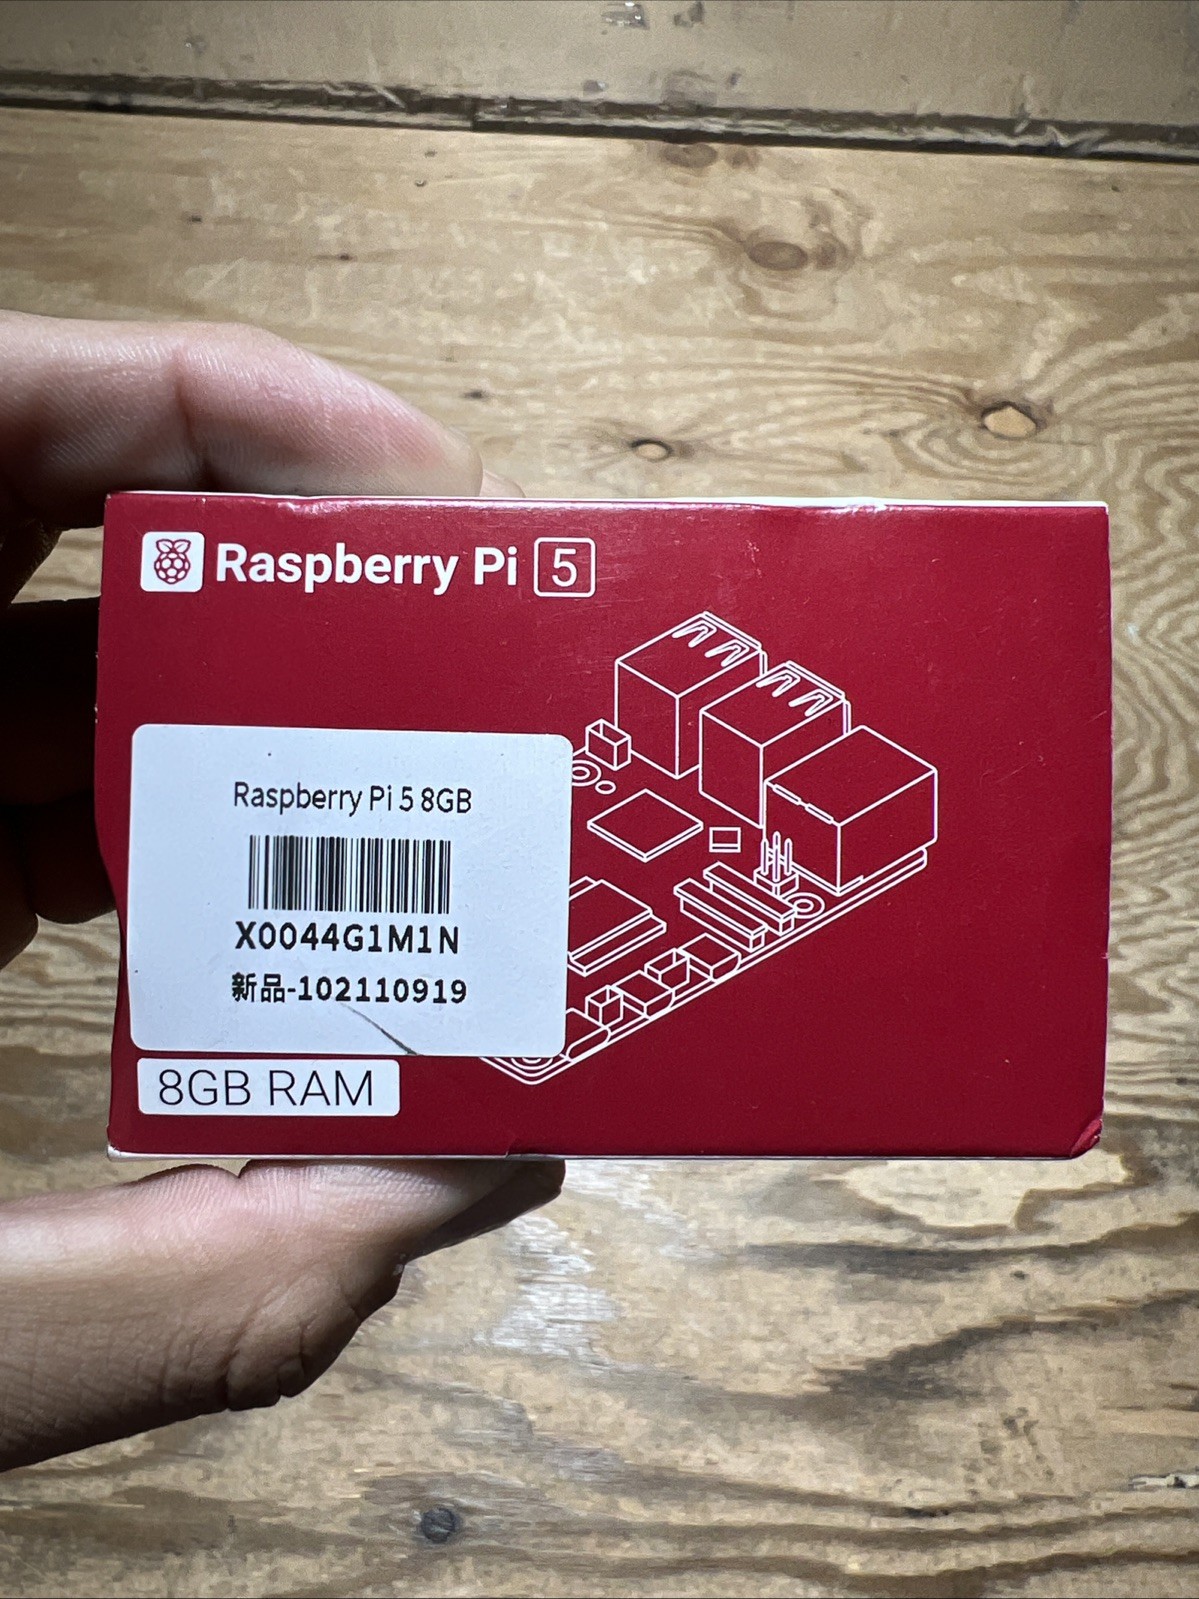 Raspberry Pi 5
Raspberry Pi 5 8GB
X0044G1M1N
新品-102110919
8GB RAM